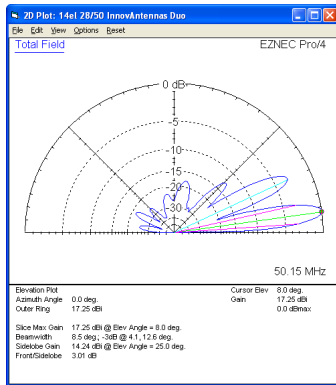 2D Plot: 14el 28/50 InnovAntennas Duo
File Edit View Options Reset
Total Field
EZNEC Pro/4
0 dB
-5
-10
-15
-20
-30
50.15 MHz
Elevation Plot
Azimuth Angle 0.0 deg.
Outer Ring 17.25 dBi
Cursor Elev 8.0 deg.
Gain 17.25 dBi
0.0 dBmax
Slice Max Gain 17.25 dBi @ Elev Angle = 8.0 deg.
Beamwidth 8.5 deg.; -3dB @ 4.1, 12.6 deg.
Sidelobe Gain 14.24 dBi @ Elev Angle = 25.0 deg.
Front/Sidelobe 3.01 dB